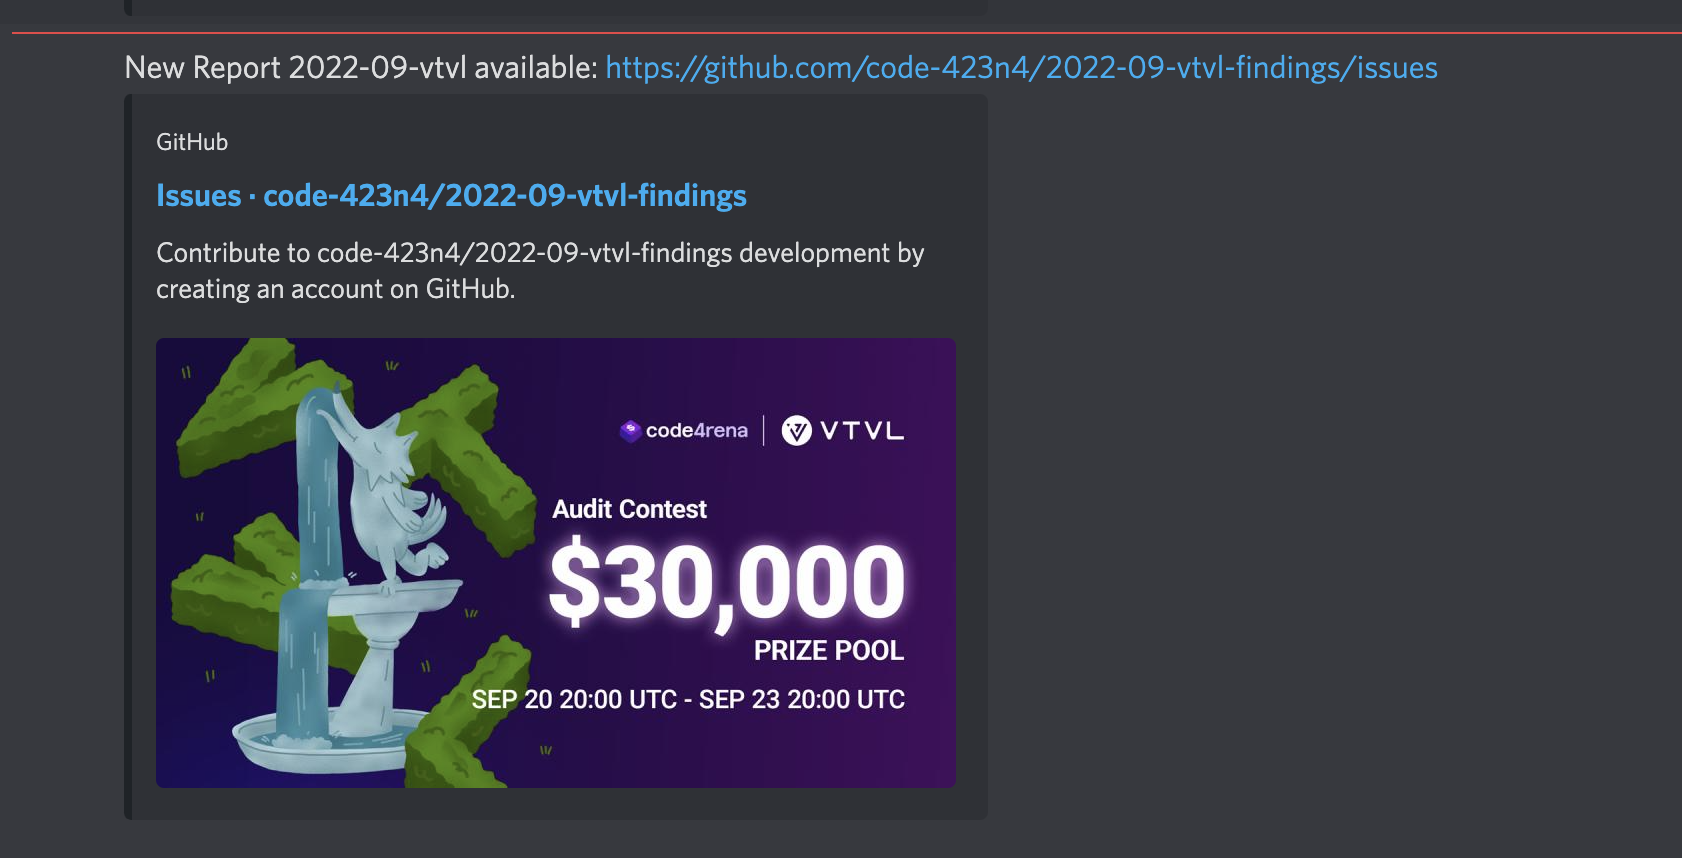 New Report 2022-09-vtvl available: https://github.com/code-423n4/2022-09-vtvl-findings/issues
GitHub
Issues · code-423n4/2022-09-vtvl-findings
Contribute to code-423n4/2022-09-vtvl-findings development by
creating an account on GitHub.
code4rena | VTVL
Audit Contest
$30,000
PRIZE POOL
SEP 20 20:00 UTC - SEP 23 20:00 UTC